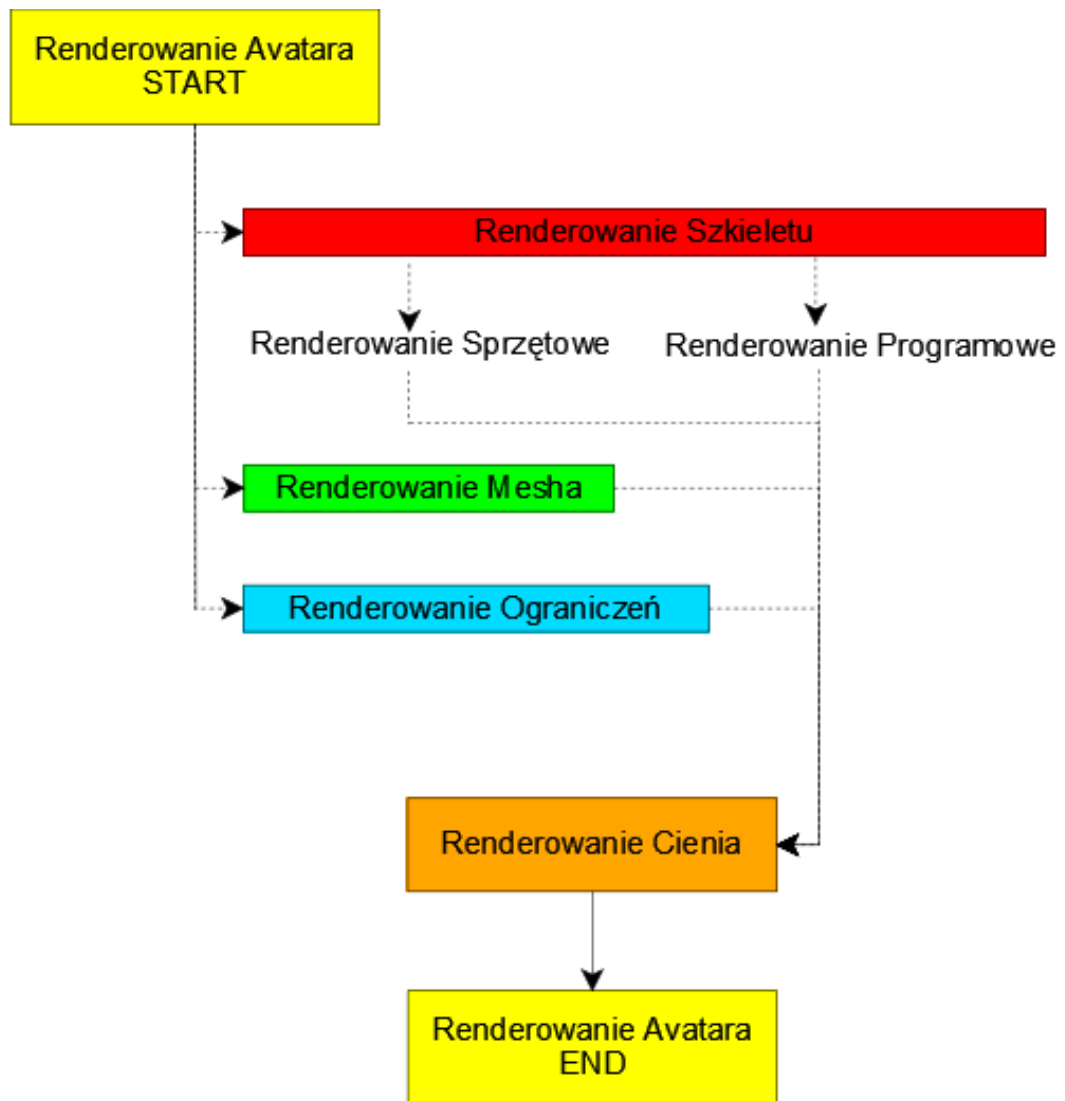 Renderowanie Avatara
START
Renderowanie Szkieletu
Renderowanie Sprzętowe
Renderowanie Programowe
Renderowanie Mesha
Renderowanie Ograniczeń
Renderowanie Cienia
Renderowanie Avatara
END